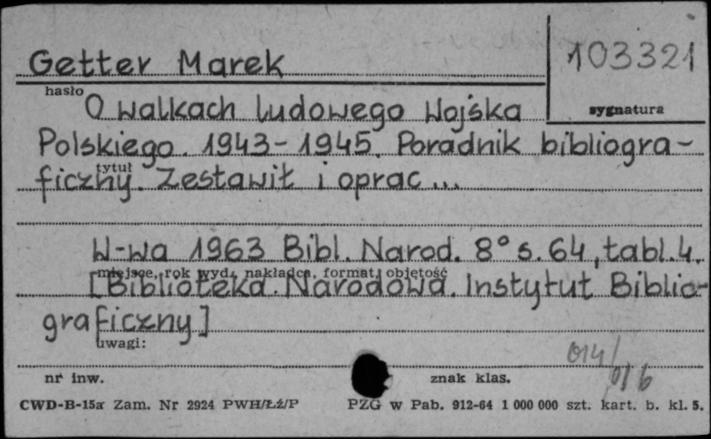 Getter Marek
103321
hasło
sygnatura
O walkach ludowego Wojska
Polskiego. 1943-1945. Poradnik bibliogra-
tytuł
ficzny. Zestawił i oprac...
W-wa 1963 Bibl. Narod. 8° s. 64, tabl. 4.
miejsce, rok wyd., nakładca, format, objętość
[Biblioteka Narodowa. Instytut Biblio-
graficzny]
uwagi:
014/
016
nr inw.
znak klas.
CWD-B-15a Zam. Nr 2924 PWH/Łź/P
PZG w Pab. 912-64 1 000 000 szt. kart. b. kl. 5.